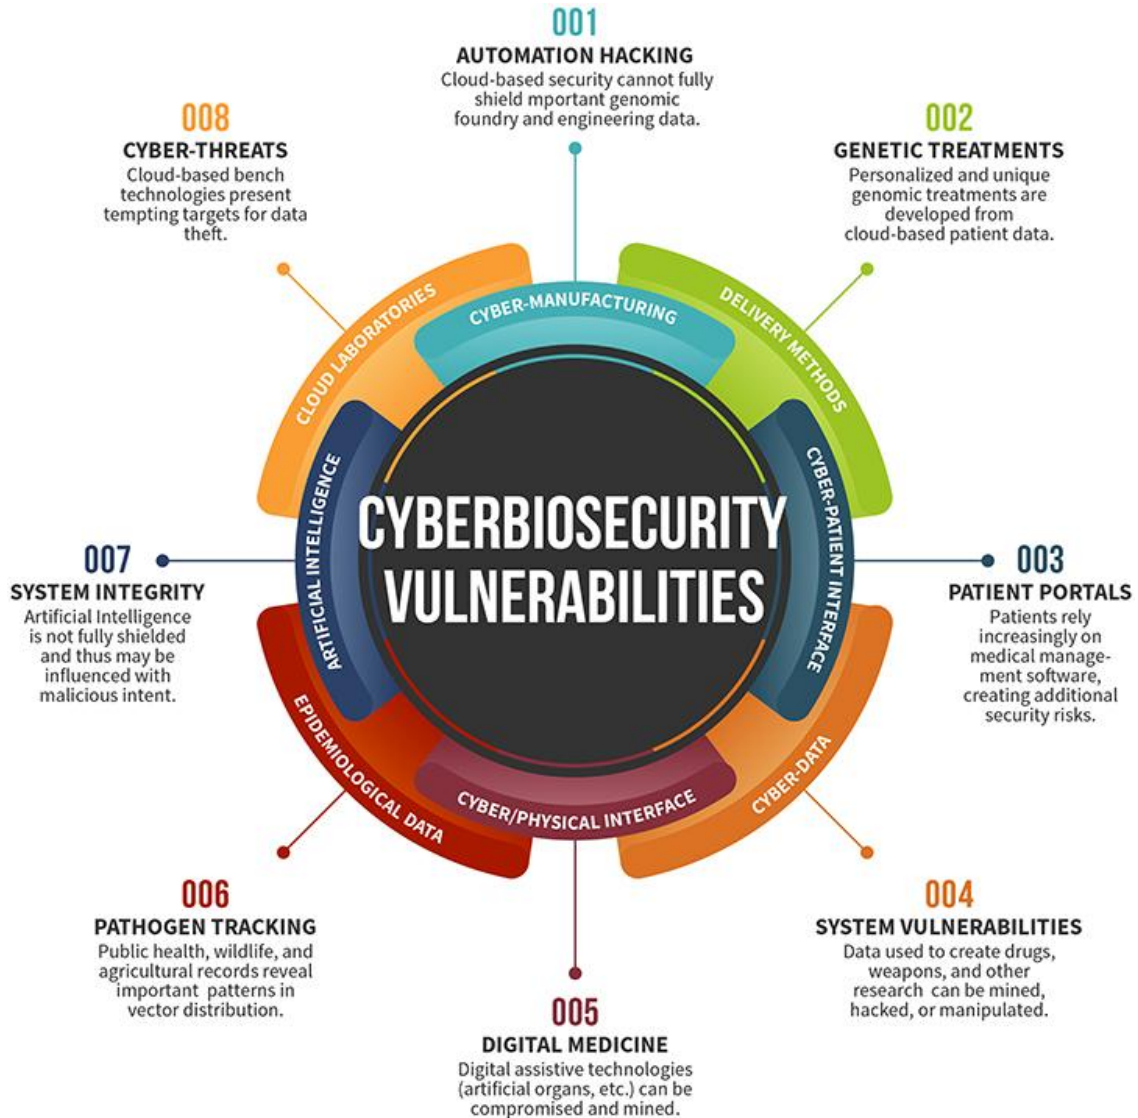 001
AUTOMATION HACKING
Cloud-based security cannot fully
shield mportant genomic
foundry and engineering data.
002
GENETIC TREATMENTS
Personalized and unique
genomic treatments are
developed from
cloud-based patient data.
003
PATIENT PORTALS
Patients rely
increasingly on
medical manage-
ment software,
creating additional
security risks.
004
SYSTEM VULNERABILITIES
Data used to create drugs,
weapons, and other
research can be mined,
hacked, or manipulated.
005
DIGITAL MEDICINE
Digital assistive technologies
(artificial organs, etc.) can be
compromised and mined.
006
PATHOGEN TRACKING
Public health, wildlife, and
agricultural records reveal
important patterns in
vector distribution.
007
SYSTEM INTEGRITY
Artificial Intelligence
is not fully shielded
and thus may be
influenced with
malicious intent.
008
CYBER-THREATS
Cloud-based bench
technologies present
tempting targets for data
theft.
CYBER-MANUFACTURING
DELIVERY METHODS
CYBER-PATIENT INTERFACE
CYBER-DATA
CYBER/PHYSICAL INTERFACE
EPIDEMIOLOGICAL DATA
ARTIFICIAL INTELLIGENCE
CLOUD LABORATORIES
CYBERBIOSECURITY
VULNERABILITIES